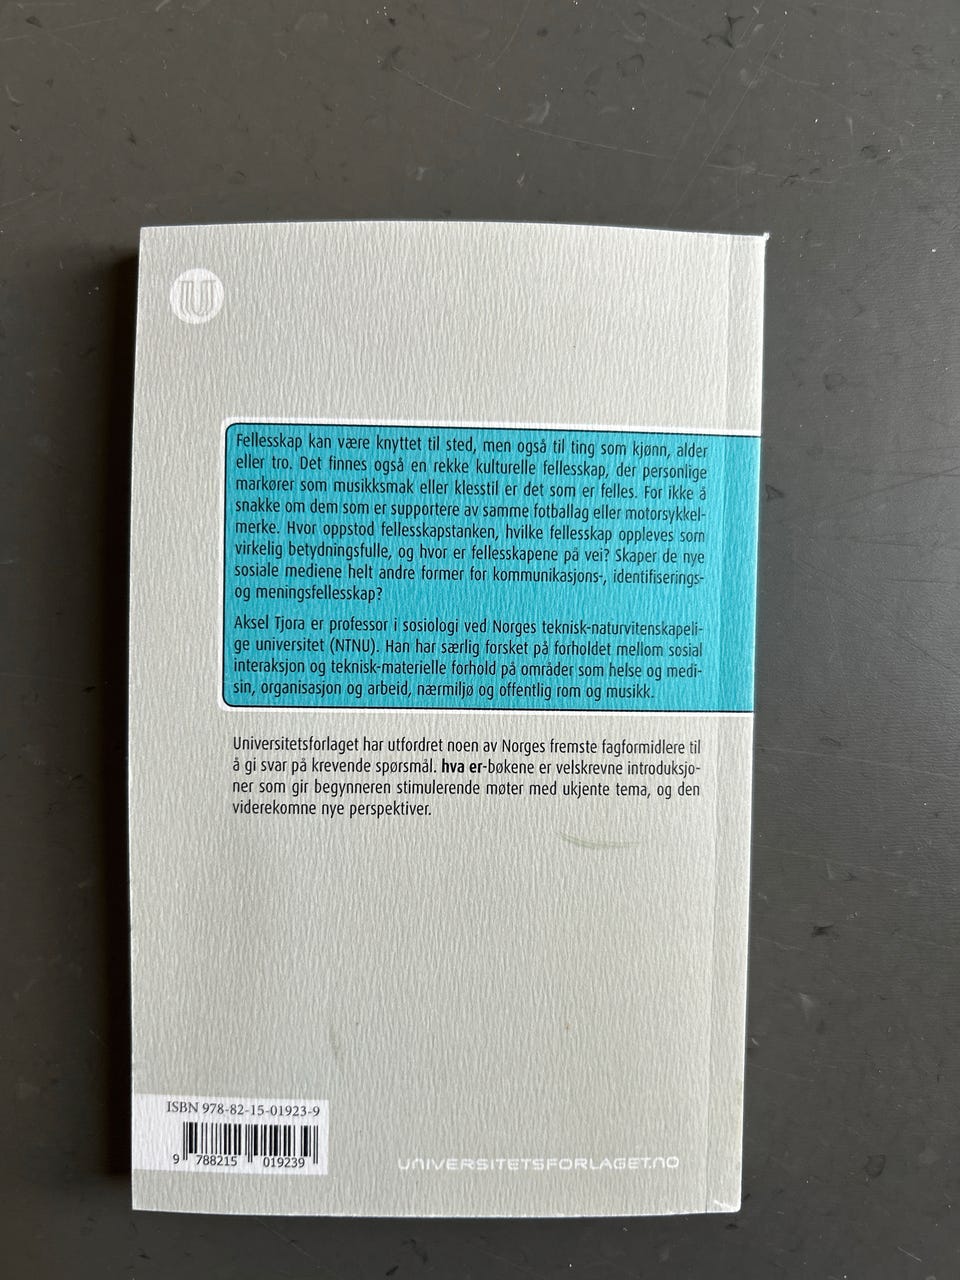 U
Fellesskap kan være knyttet til sted, men også til ting som kjønn, alder
eller tro. Det finnes også en rekke kulturelle fellesskap, der personlige
markører som musikksmak eller klesstil er det som er felles. For ikke å
snakke om dem som er supportere av samme fotballag eller motorsykkel-
merke. Hvor oppstod fellesskapstanken, hvilke fellesskap oppleves som
virkelig betydningsfulle, og hvor er fellesskapene på vei? Skaper de nye
sosiale mediene helt andre former for kommunikasjons-, identifiserings-
og meningsfellesskap?
Aksel Tjora er professor i sosiologi ved Norges teknisk-naturvitenskapeli-
ge universitet (NTNU). Han har særlig forsket på forholdet mellom sosial
interaksjon og teknisk-materielle forhold på områder som helse og medi-
sin, organisasjon og arbeid, nærmiljø og offentlig rom og musikk.
Universitetsforlaget har utfordret noen av Norges fremste fagformidlere til
å gi svar på krevende spørsmål. hva er-bøkene er velskrevne introduksjo-
ner som gir begynneren stimulerende møter med ukjente tema, og den
viderekomne nye perspektiver.
ISBN 978-82-15-01923-9
9 788215 019239
UNIVERSITETSFORLAGET.NO